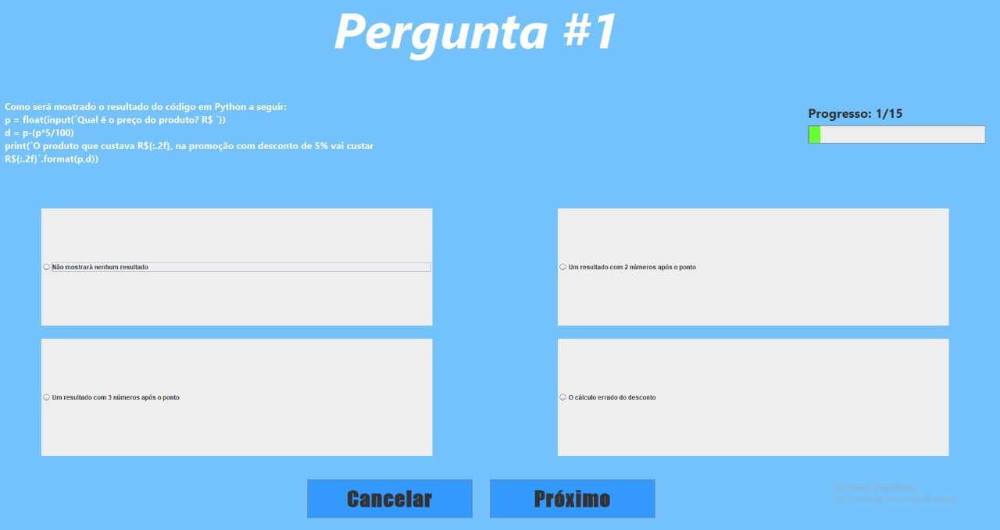 Pergunta #1
Como será mostrado o resultado do código em Python a seguir:
p = float(input(`Qual é o preço do produto? R$ `))
d = p-(p*5/100)
print(`O produto que custava R${:.2f}, na promoção com desconto de 5% vai custar
R${:.2f}`.format(p,d))
Progresso: 1/15
Não mostrará nenhum resultado
Um resultado com 2 números após o ponto
Um resultado com 3 números após o ponto
O cálculo errado do desconto
Cancelar
Próximo
Activate Windows
Go to Settings to activate Windows.